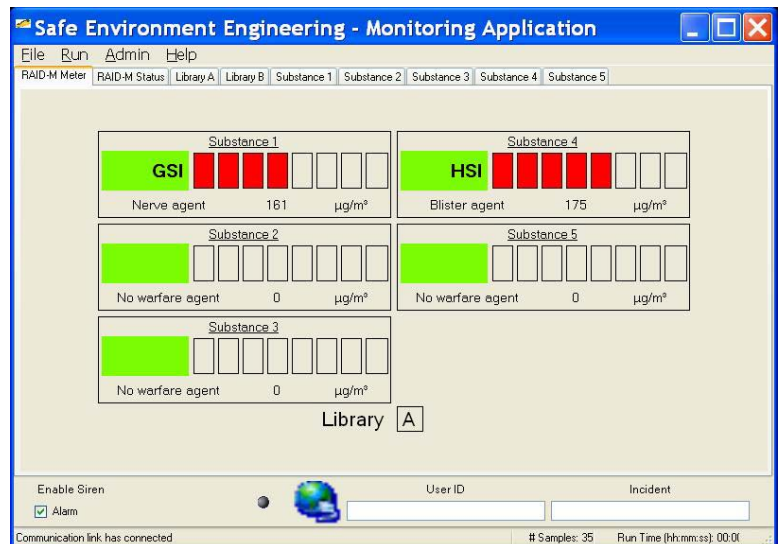 Safe Environment Engineering - Monitoring Application
File Run Admin Help
RAID-M Meter RAID-M Status Library A Library B Substance 1 Substance 2 Substance 3 Substance 4 Substance 5
Substance 1
GSI
Nerve agent 161 µg/m³
Substance 4
HSI
Blister agent 175 µg/m³
Substance 2
No warfare agent 0 µg/m³
Substance 5
No warfare agent 0 µg/m³
Substance 3
No warfare agent 0 µg/m³
Library A
Enable Siren
Alarm
User ID
Incident
Communication link has connected
# Samples: 35
Run Time (hh:mm:ss): 00:0